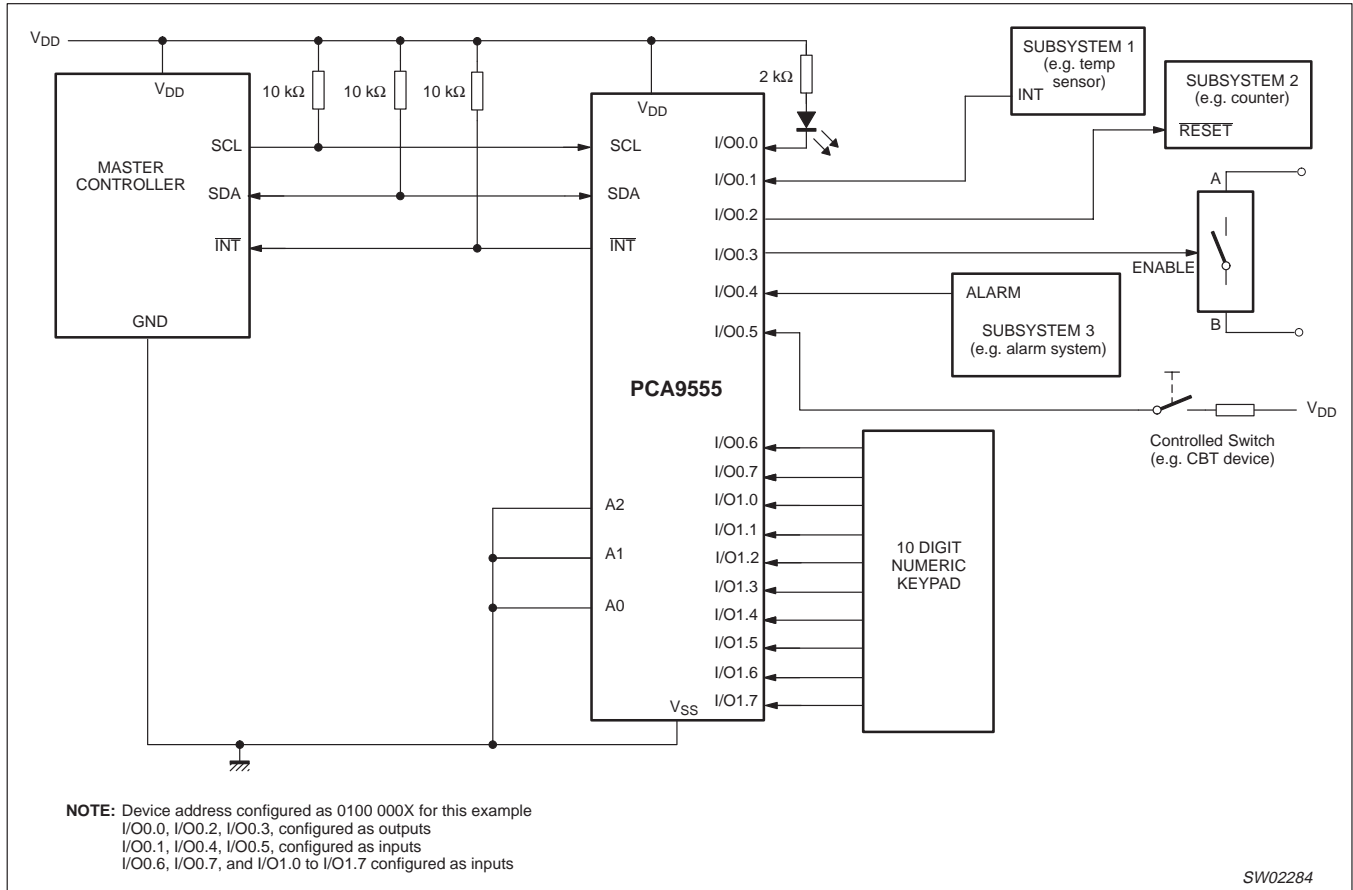 VDD
VDD
MASTER
CONTROLLER
SCL
SDA
INT
GND
10 kΩ
10 kΩ
10 kΩ
2 kΩ
VDD
SCL
SDA
INT
PCA9555
A2
A1
A0
VSS
I/O0.0
I/O0.1
I/O0.2
I/O0.3
I/O0.4
I/O0.5
I/O0.6
I/O0.7
I/O1.0
I/O1.1
I/O1.2
I/O1.3
I/O1.4
I/O1.5
I/O1.6
I/O1.7
SUBSYSTEM 1
(e.g. temp
sensor)
INT
SUBSYSTEM 2
(e.g. counter)
RESET
A
ENABLE
B
ALARM
SUBSYSTEM 3
(e.g. alarm system)
VDD
Controlled Switch
(e.g. CBT device)
10 DIGIT
NUMERIC
KEYPAD
NOTE: Device address configured as 0100 000X for this example
I/O0.0, I/O0.2, I/O0.3, configured as outputs
I/O0.1, I/O0.4, I/O0.5, configured as inputs
I/O0.6, I/O0.7, and I/O1.0 to I/O1.7 configured as inputs
SW02284